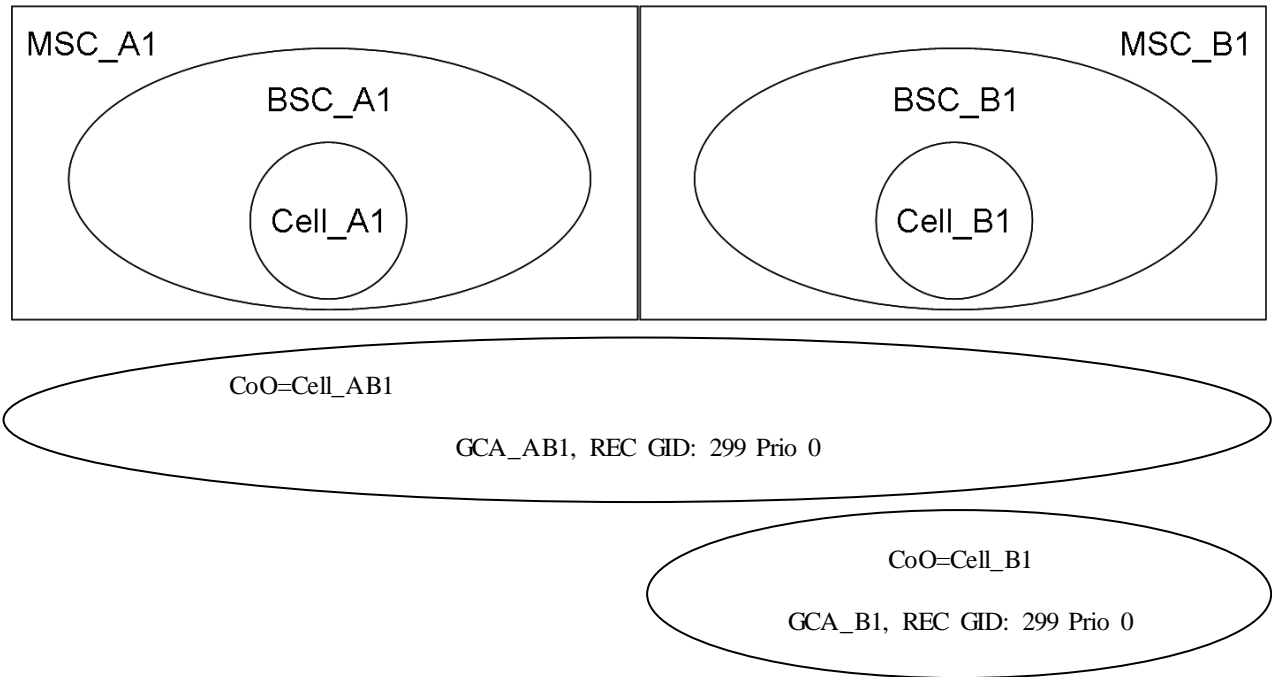 MSC_A1
MSC_B1
BSC_A1
BSC_B1
Cell_A1
Cell_B1
CoO=Cell_AB1
GCA_AB1, REC GID: 299 Prio 0
CoO=Cell_B1
GCA_B1, REC GID: 299 Prio 0